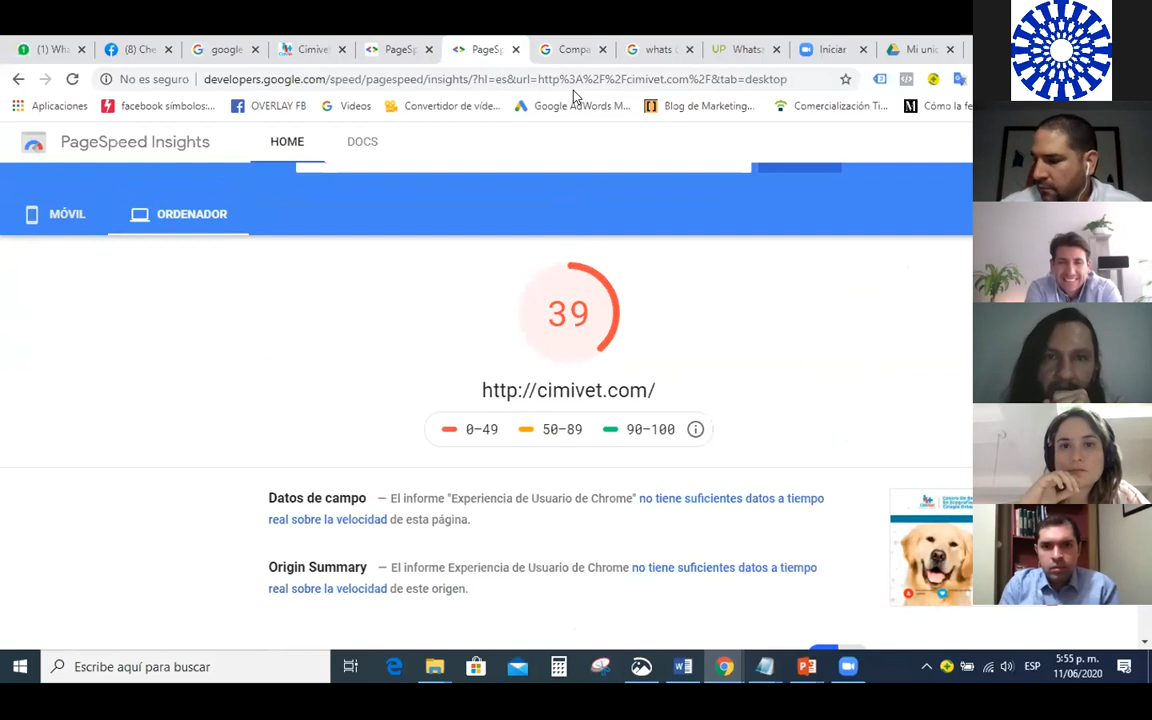 (1) Wha
(8) Che
google
Cimive
PageSp
PageSp
Compa
whats c
UP Whatsa
Iniciar
Mi unic
No es seguro
developers.google.com/speed/pagespeed/insights/?hl=es&url=http%3A%2F%2Fcimivet.com%2F&tab=desktop
Aplicaciones
facebook símbolos:...
OVERLAY FB
Videos
Convertidor de víde...
Google AdWords M...
Blog de Marketing,...
Comercialización Ti...
Cómo la fe
PageSpeed Insights
HOME
DOCS
MÓVIL
ORDENADOR
39
http://cimivet.com/
0–49
50–89
90–100
Datos de campo — El informe "Experiencia de Usuario de Chrome" no tiene suficientes datos a tiempo
real sobre la velocidad de esta página.
Origin Summary — El informe Experiencia de Usuario de Chrome no tiene suficientes datos a tiempo
real sobre la velocidad de este origen.
Escribe aquí para buscar
ESP
5:55 p. m.
11/06/2020